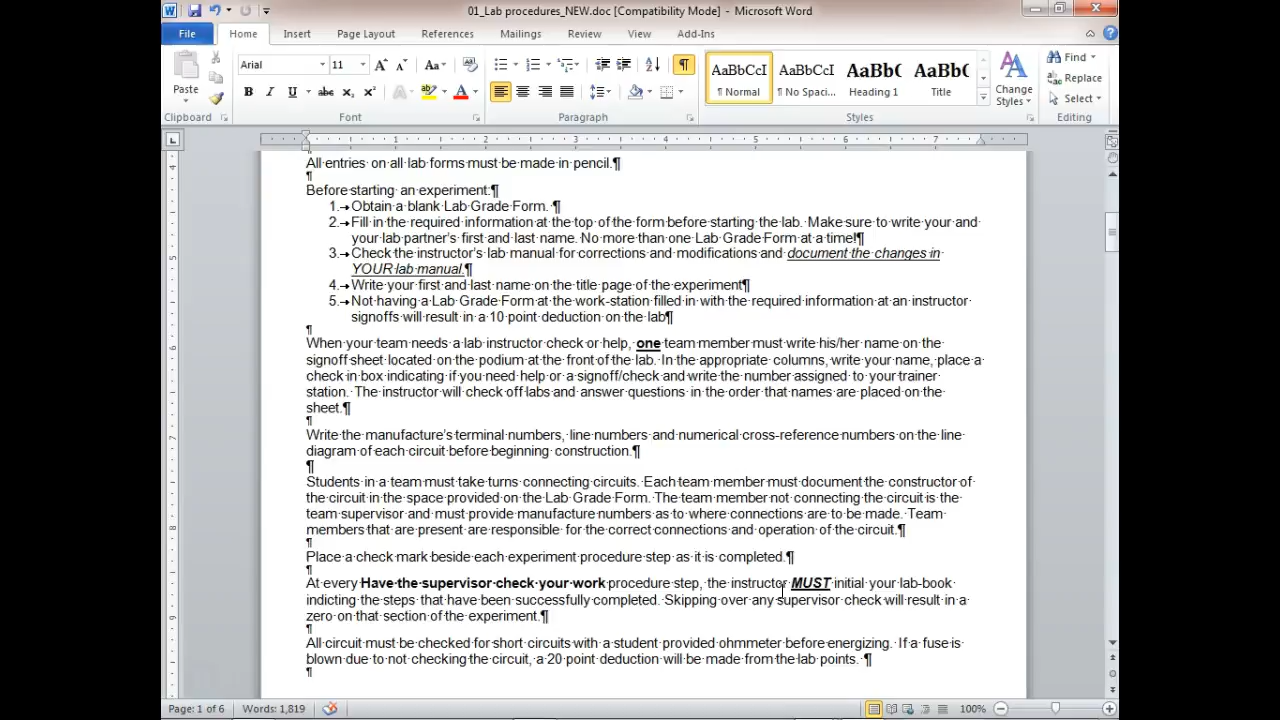 01_Lab procedures_NEW.doc [Compatibility Mode] - Microsoft Word
File Home Insert Page Layout References Mailings Review View Add-Ins
Arial 11
Paste
Clipboard Font Paragraph Styles Editing
AaBbCcI AaBbCcI AaBbC AaBbC
¶ Normal ¶ No Spaci... Heading 1 Title
Change Styles
Find
Replace
Select
1 2 3 4 5 6 7
All entries on all lab forms must be made in pencil.¶
¶
Before starting an experiment:¶
1. Obtain a blank Lab Grade Form. ¶
2. Fill in the required information at the top of the form before starting the lab. Make sure to write your and
your lab partner's first and last name. No more than one Lab Grade Form at a time!¶
3. Check the instructor's lab manual for corrections and modifications and document the changes in
YOUR lab manual.¶
4. Write your first and last name on the title page of the experiment¶
5. Not having a Lab Grade Form at the work-station filled in with the required information at an instructor
signoffs will result in a 10 point deduction on the lab¶
¶
When your team needs a lab instructor check or help, one team member must write his/her name on the
signoff sheet located on the podium at the front of the lab. In the appropriate columns, write your name, place a
check in box indicating if you need help or a signoff/check and write the number assigned to your trainer
station. The instructor will check off labs and answer questions in the order that names are placed on the
sheet.¶
¶
Write the manufacture's terminal numbers, line numbers and numerical cross-reference numbers on the line
diagram of each circuit before beginning construction.¶
¶
Students in a team must take turns connecting circuits. Each team member must document the constructor of
the circuit in the space provided on the Lab Grade Form. The team member not connecting the circuit is the
team supervisor and must provide manufacture numbers as to where connections are to be made. Team
members that are present are responsible for the correct connections and operation of the circuit.¶
¶
Place a check mark beside each experiment procedure step as it is completed.¶
¶
At every Have the supervisor check your work procedure step, the instructor MUST initial your lab-book
indicting the steps that have been successfully completed. Skipping over any supervisor check will result in a
zero on that section of the experiment.¶
¶
All circuit must be checked for short circuits with a student provided ohmmeter before energizing. If a fuse is
blown due to not checking the circuit, a 20 point deduction will be made from the lab points. ¶
¶
Page: 1 of 6 Words: 1,819 100%